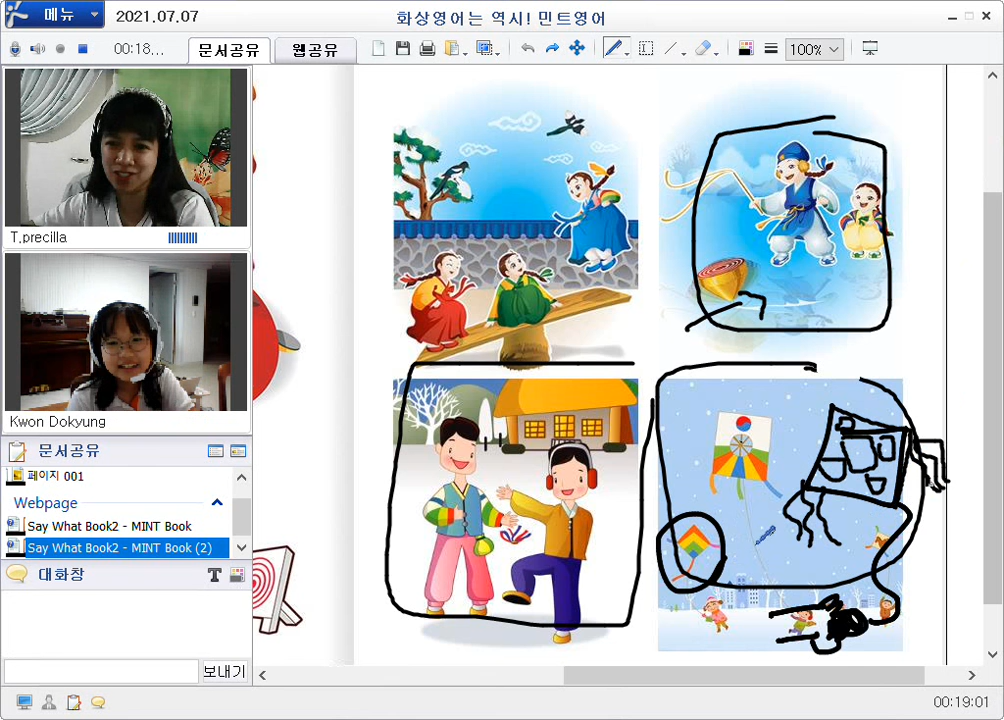 메뉴
2021.07.07
화상영어는 역시! 민트영어
00:18...
문서공유
웹공유
100%
T.precilla
Kwon Dokyung
문서공유
페이지 001
Webpage
Say What Book2 - MINT Book
Say What Book2 - MINT Book (2)
대화창
T
보내기
00:19:01